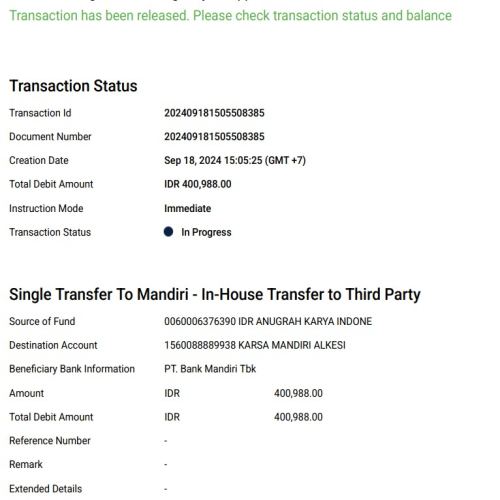 Transaction has been released. Please check transaction status and balance
Transaction Status
Transaction Id 202409181505508385
Document Number 202409181505508385
Creation Date Sep 18, 2024 15:05:25 (GMT +7)
Total Debit Amount IDR 400,988.00
Instruction Mode Immediate
Transaction Status In Progress
Single Transfer To Mandiri - In-House Transfer to Third Party
Source of Fund 0060006376390 IDR ANUGRAH KARYA INDONE
Destination Account 1560088889938 KARSA MANDIRI ALKESI
Beneficiary Bank Information PT. Bank Mandiri Tbk
Amount IDR 400,988.00
Total Debit Amount IDR 400,988.00
Reference Number -
Remark -
Extended Details -